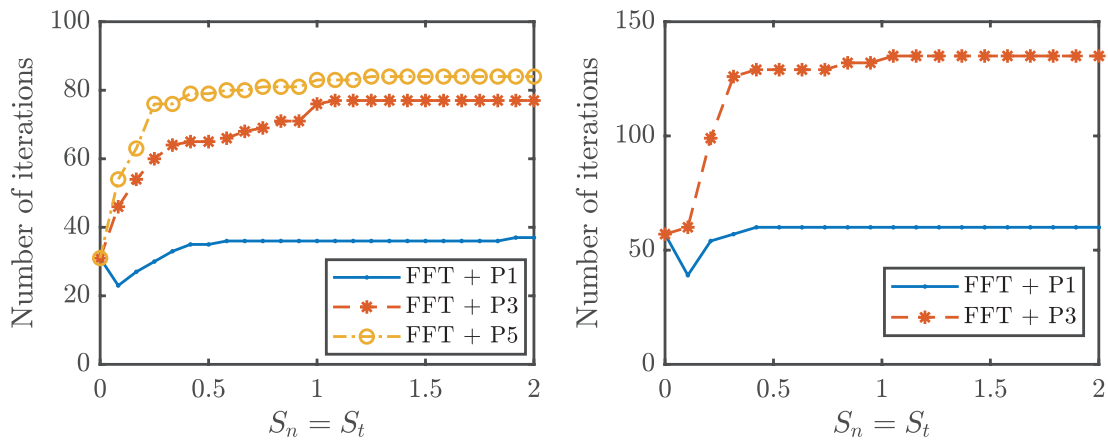 100
80
60
40
20
0
Number of iterations
FFT + P1
FFT + P3
FFT + P5
0 0.5 1 1.5 2
S_n = S_t
150
100
50
0
Number of iterations
FFT + P1
FFT + P3
0 0.5 1 1.5 2
S_n = S_t